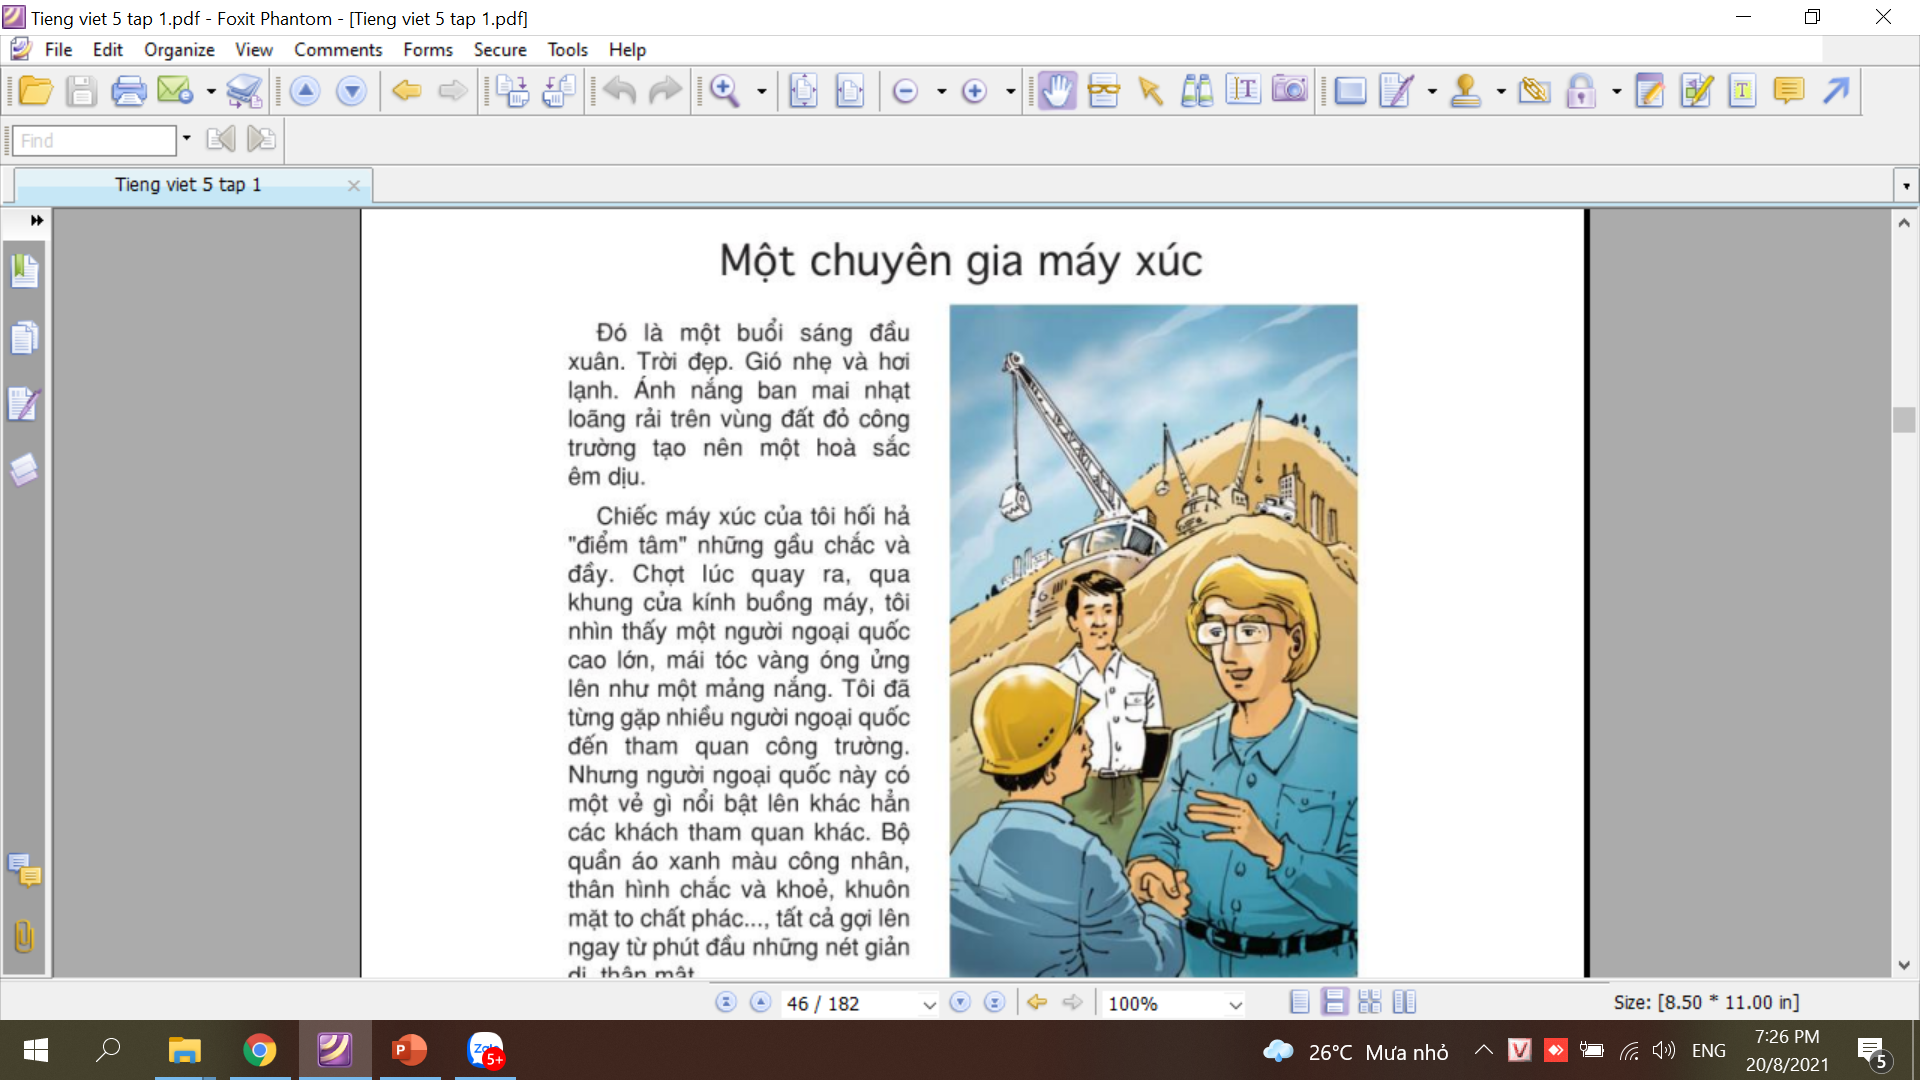 Tieng viet 5 tap 1.pdf - Foxit Phantom - [Tieng viet 5 tap 1.pdf]
File Edit Organize View Comments Forms Secure Tools Help
Find
Tieng viet 5 tap 1
Một chuyên gia máy xúc
Đó là một buổi sáng đầu
xuân. Trời đẹp. Gió nhẹ và hơi
lạnh. Ánh nắng ban mai nhạt
loãng rải trên vùng đất đỏ công
trường tạo nên một hoà sắc
êm dịu.
Chiếc máy xúc của tôi hối hả
"điểm tâm" những gầu chắc và
đầy. Chợt lúc quay ra, qua
khung cửa kính buồng máy, tôi
nhìn thấy một người ngoại quốc
cao lớn, mái tóc vàng óng ửng
lên như một mảng nắng. Tôi đã
từng gặp nhiều người ngoại quốc
đến tham quan công trường.
Nhưng người ngoại quốc này có
một vẻ gì nổi bật lên khác hẳn
các khách tham quan khác. Bộ
quần áo xanh màu công nhân,
thân hình chắc và khoẻ, khuôn
mặt to chất phác..., tất cả gợi lên
ngay từ phút đầu những nét giản
dị, thân mật.
46 / 182
100%
Size: [8.50 * 11.00 in]
Zalo
5+
26°C Mưa nhỏ
ENG
7:26 PM
20/8/2021
5